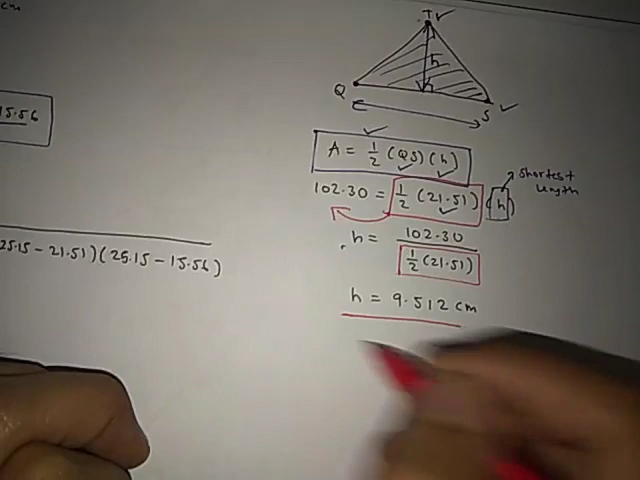 cm
15.56
25.15 - 21.51) (25.15 - 15.56)
T
h
Q
S
A = 1/2 (QS) (h)
102.30 = 1/2 (21.51) (h)
shortest
length
h = 102.30 / 1/2 (21.51)
h = 9.512 cm